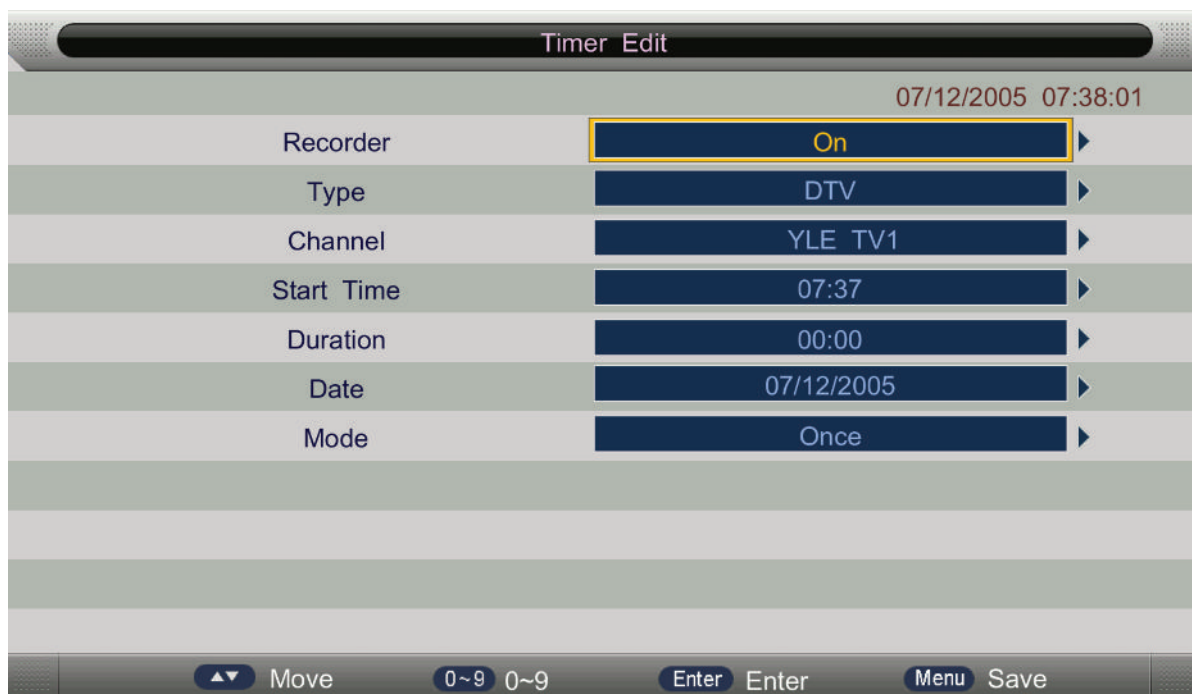 Timer Edit
07/12/2005 07:38:01
Recorder On
Type DTV
Channel YLE TV1
Start Time 07:37
Duration 00:00
Date 07/12/2005
Mode Once
▲▼ Move 0~9 0~9 Enter Enter Menu Save